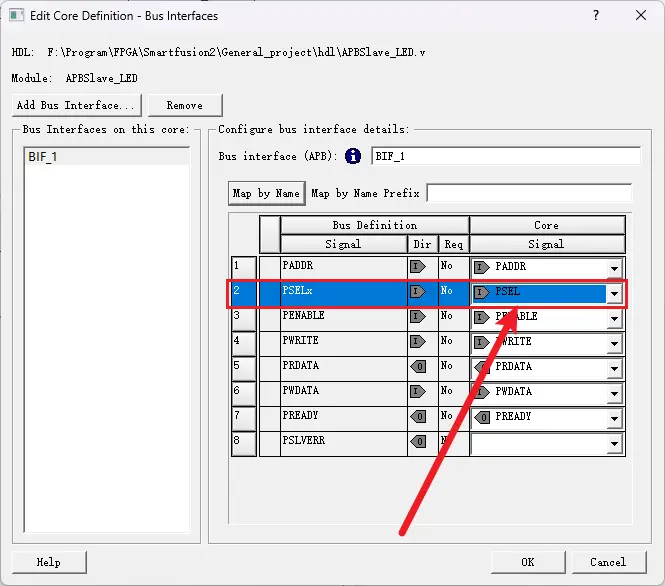 Edit Core Definition - Bus Interfaces
?
HDL: F:\Program\FPGA\Smartfusion2\General_project\hdl\APBSlave_LED.v
Module: APBSlave_LED
Add Bus Interface... Remove
Bus Interfaces on this core:
BIF_1
Configure bus interface details:
Bus interface (APB): i BIF_1
Map by Name Map by Name Prefix
Bus Definition Core
Signal Dir Req Signal
1 PADDR I No I PADDR
2 PSELx I No I PSEL
3 PENABLE I No I PENABLE
4 PWRITE I No PWRITE
5 PRDATA O No O PRDATA
6 PWDATA I No I PWDATA
7 PREADY O No O PREADY
8 PSLVERR O No
Help OK Cancel